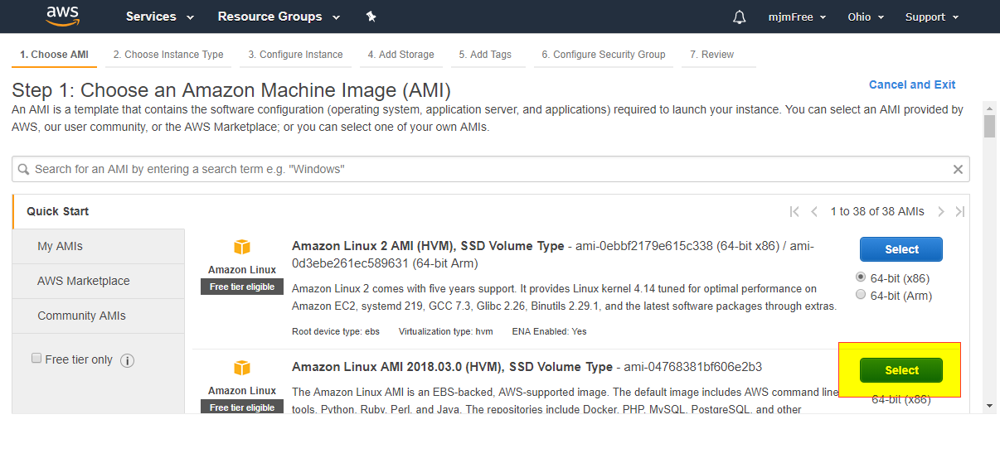 aws Services Resource Groups mjmFree Ohio Support
1. Choose AMI 2. Choose Instance Type 3. Configure Instance 4. Add Storage 5. Add Tags 6. Configure Security Group 7. Review
Step 1: Choose an Amazon Machine Image (AMI)
Cancel and Exit
An AMI is a template that contains the software configuration (operating system, application server, and applications) required to launch your instance. You can select an AMI provided by
AWS, our user community, or the AWS Marketplace; or you can select one of your own AMIs.
Search for an AMI by entering a search term e.g. "Windows"
Quick Start
1 to 38 of 38 AMIs
My AMIs
AWS Marketplace
Community AMIs
Free tier only
Amazon Linux
Free tier eligible
Amazon Linux 2 AMI (HVM), SSD Volume Type - ami-0ebbf2179e615c338 (64-bit x86) / ami-
0d3ebe261ec589631 (64-bit Arm)
Amazon Linux 2 comes with five years support. It provides Linux kernel 4.14 tuned for optimal performance on
Amazon EC2, systemd 219, GCC 7.3, Glibc 2.26, Binutils 2.29.1, and the latest software packages through extras.
Root device type: ebs Virtualization type: hvm ENA Enabled: Yes
Select
64-bit (x86)
64-bit (Arm)
Amazon Linux
Free tier eligible
Amazon Linux AMI 2018.03.0 (HVM), SSD Volume Type - ami-04768381bf606e2b3
The Amazon Linux AMI is an EBS-backed, AWS-supported image. The default image includes AWS command line
tools, Python, Ruby, Perl, and Java. The repositories include Docker, PHP, MySQL, PostgreSQL, and other
Select
64-bit (x86)